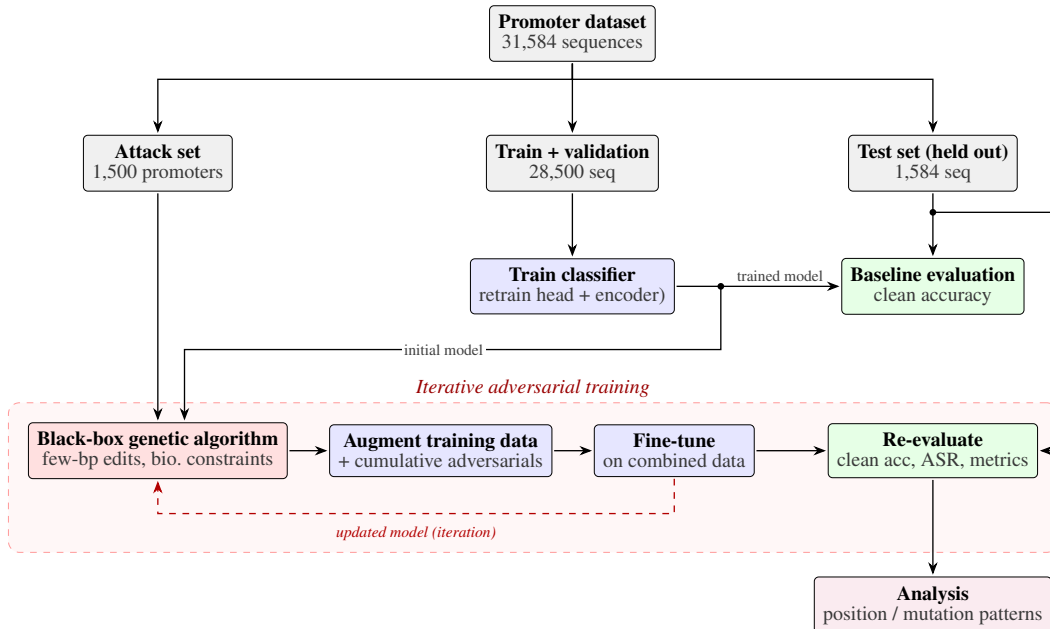 Promoter dataset
31,584 sequences
Attack set
1,500 promoters
Train + validation
28,500 seq
Test set (held out)
1,584 seq
Train classifier
retrain head + encoder)
trained model
Baseline evaluation
clean accuracy
initial model
Iterative adversarial training
Black-box genetic algorithm
few-bp edits, bio. constraints
Augment training data
+ cumulative adversarials
Fine-tune
on combined data
Re-evaluate
clean acc, ASR, metrics
updated model (iteration)
Analysis
position / mutation patterns